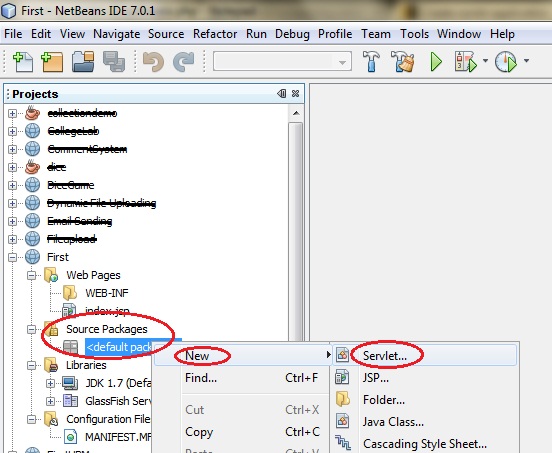 First - NetBeans IDE 7.0.1
File Edit View Navigate Source Refactor Run Debug Profile Team Tools Window Help
Projects
collectiondemo
CollegeLab
CommentSystem
dice
DiceGame
Dynamic File Uploading
Email Sending
Fileupload
First
Web Pages
WEB-INF
index.jsp
Source Packages
<default pack
Libraries
JDK 1.7 (Defa
GlassFish Serv
Configuration Files
MANIFEST.MF
New
Find... Ctrl+F
Cut Ctrl+X
Copy Ctrl+C
Servlet...
JSP...
Folder...
Java Class...
Cascading Style Sheet...